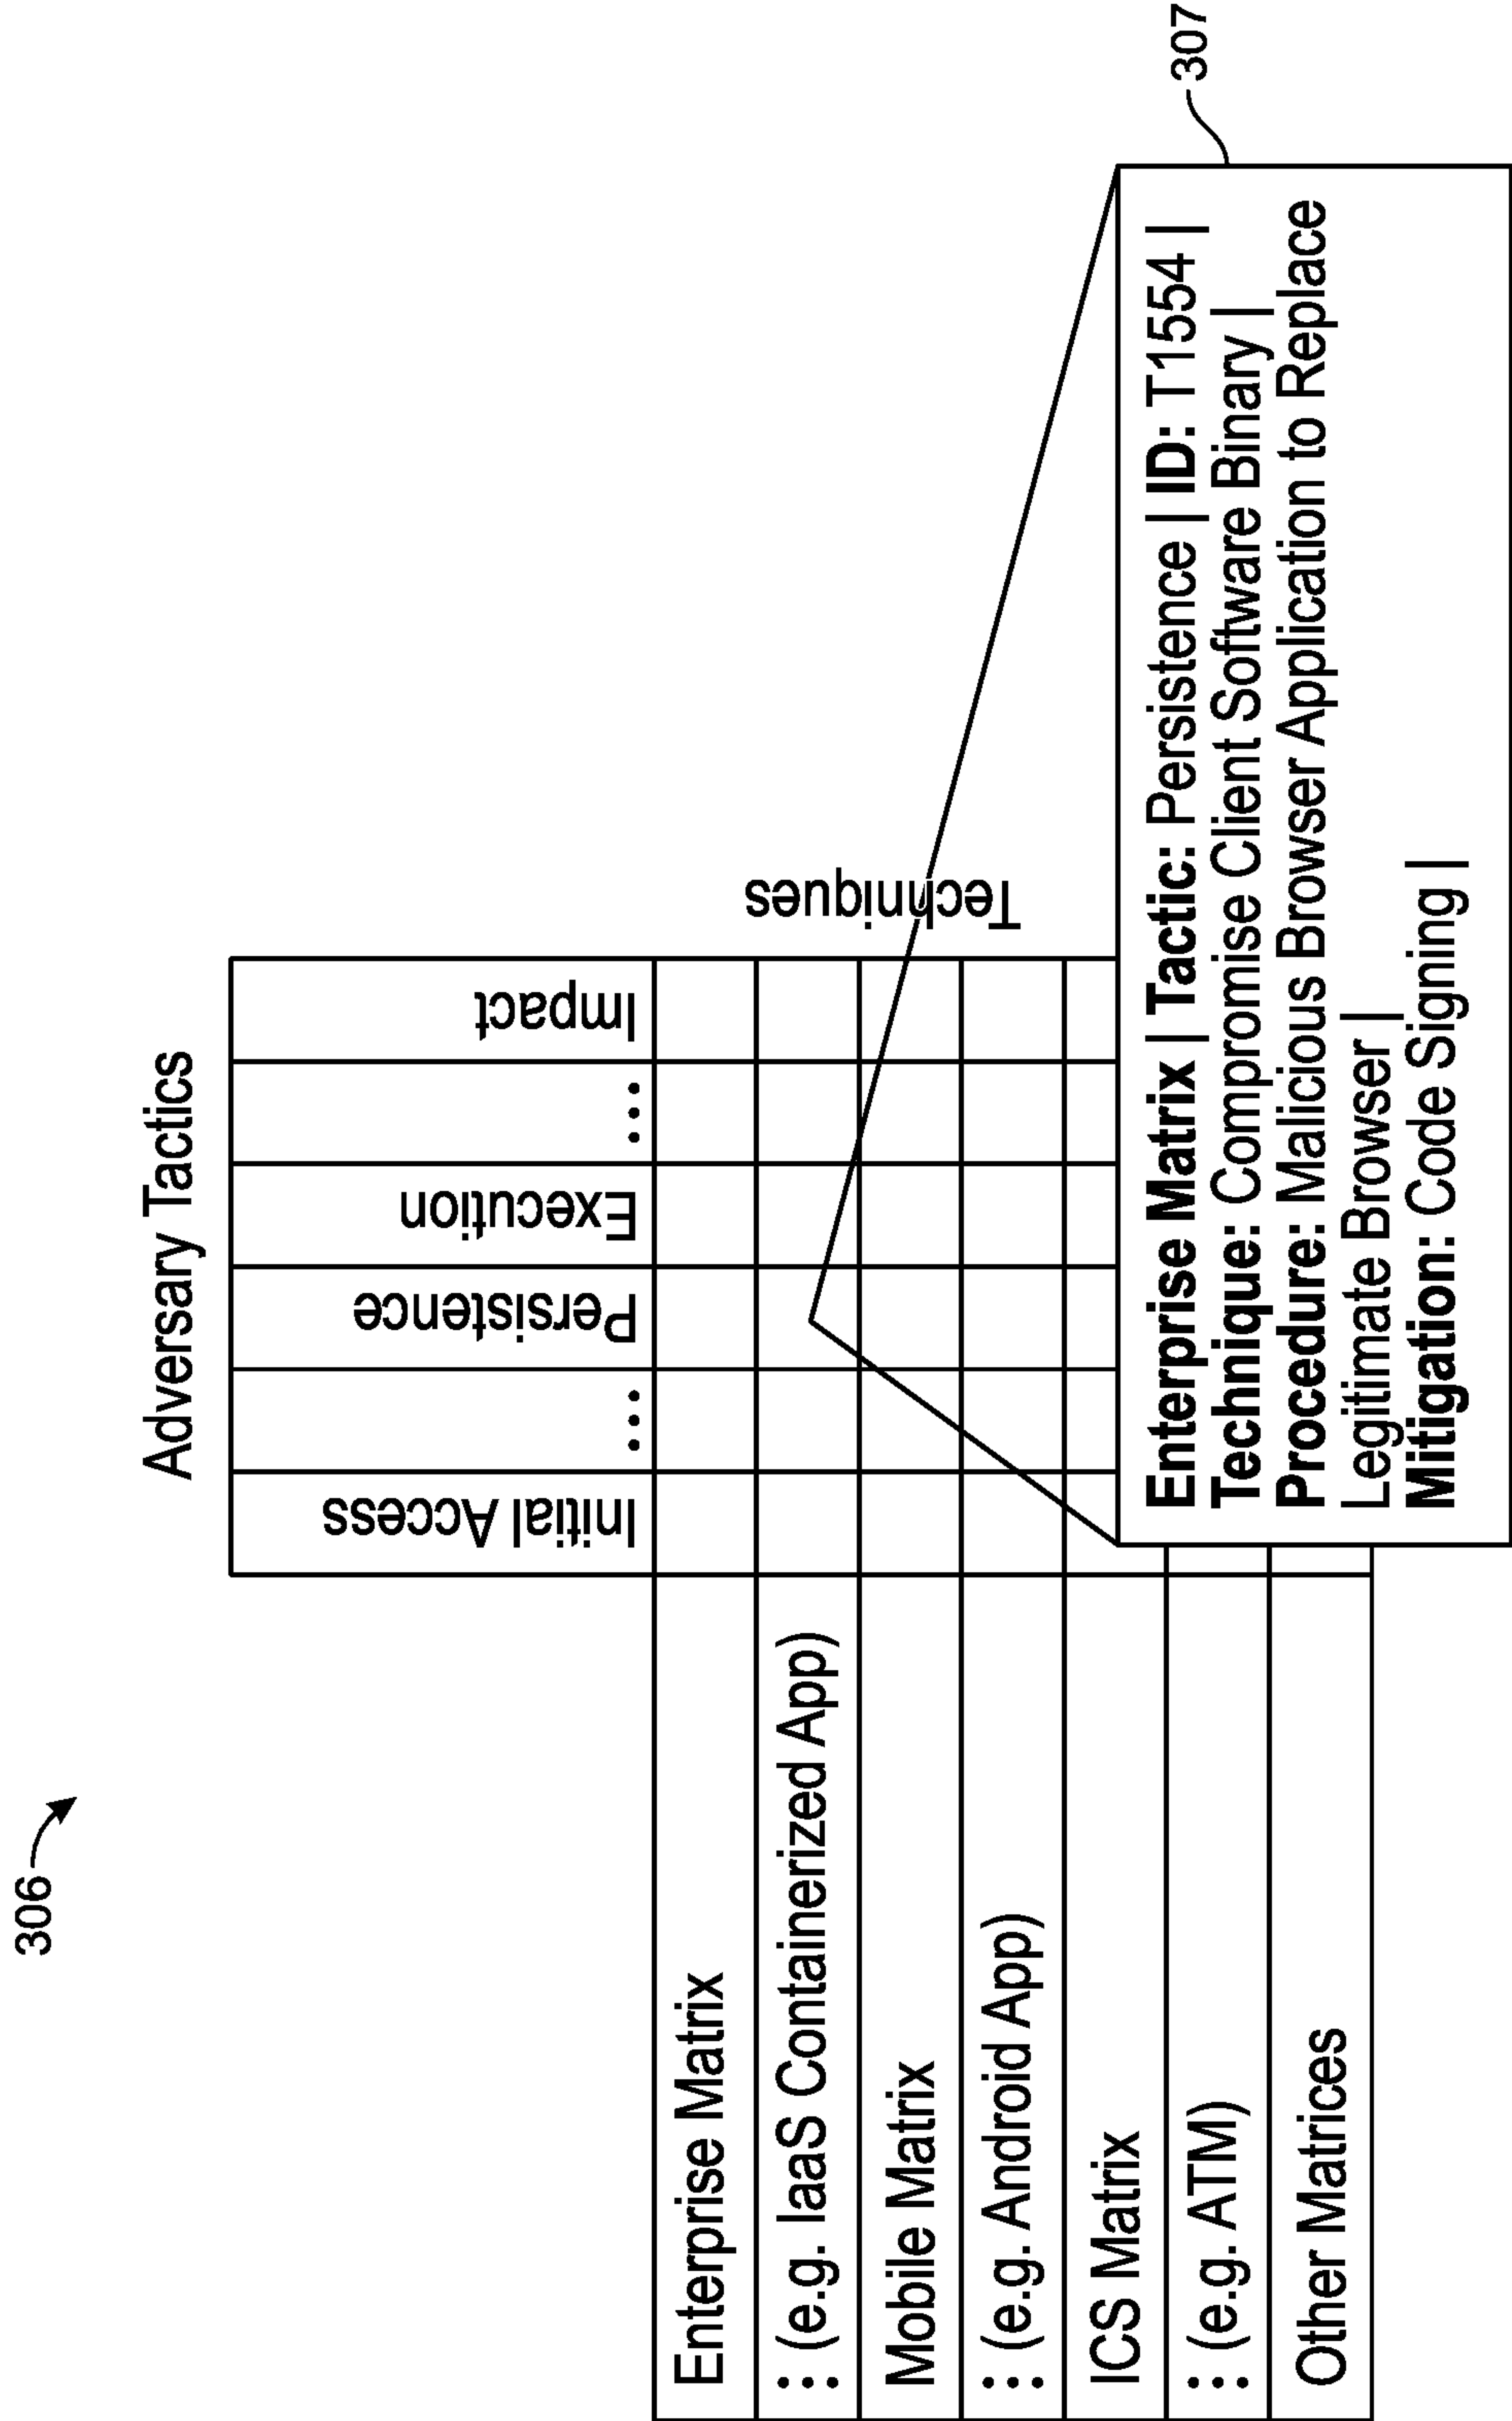 306
Adversary Tactics
Initial Access
⋮
Persistence
Execution
⋮
Impact
Techniques
Enterprise Matrix
⋮ (e.g. IaaS Containerized App)
Mobile Matrix
⋮ (e.g. Android App)
ICS Matrix
⋮ (e.g. ATM)
Other Matrices
Enterprise Matrix | Tactic: Persistence | ID: T1554 |
Technique: Compromise Client Software Binary |
Procedure: Malicious Browser Application to Replace
Legitimate Browser |
Mitigation: Code Signing |
307